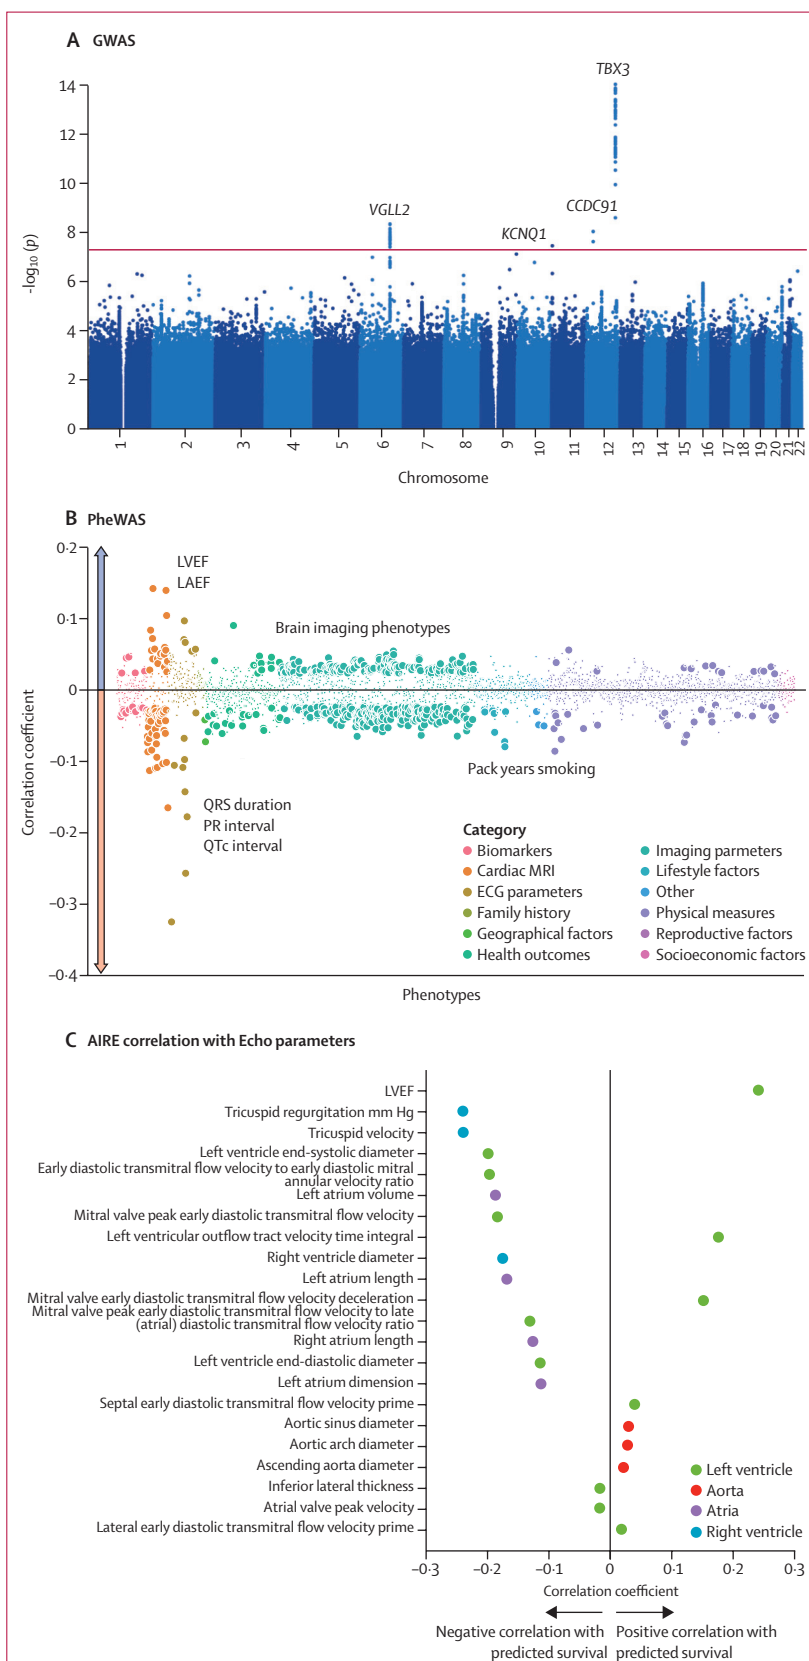 A GWAS
TBX3
14
12
10
8
6
4
2
0
-log10 (p)
VGLL2
KCNQ1
CCDC91
1 2 3 4 5 6 7 8 9 10 11 12 13 14 15 16 17 18 19 20 21 22
Chromosome
B PheWAS
0·2
0·1
0
–0·1
–0·2
–0·3
–0·4
Correlation coefficient
LVEF
LAEF
Brain imaging phenotypes
Pack years smoking
QRS duration
PR interval
QTc interval
Category
Biomarkers
Cardiac MRI
ECG parameters
Family history
Geographical factors
Health outcomes
Imaging parmeters
Lifestyle factors
Other
Physical measures
Reproductive factors
Socioeconomic factors
Phenotypes
C AIRE correlation with Echo parameters
LVEF
Tricuspid regurgitation mm Hg
Tricuspid velocity
Left ventricle end-systolic diameter
Early diastolic transmitral flow velocity to early diastolic mitral
annular velocity ratio
Left atrium volume
Mitral valve peak early diastolic transmitral flow velocity
Left ventricular outflow tract velocity time integral
Right ventricle diameter
Left atrium length
Mitral valve early diastolic transmitral flow velocity deceleration
Mitral valve peak early diastolic transmitral flow velocity to late
(atrial) diastolic transmitral flow velocity ratio
Right atrium length
Left ventricle end-diastolic diameter
Left atrium dimension
Septal early diastolic transmitral flow velocity prime
Aortic sinus diameter
Aortic arch diameter
Ascending aorta diameter
Inferior lateral thickness
Atrial valve peak velocity
Lateral early diastolic transmitral flow velocity prime
Left ventricle
Aorta
Atria
Right ventricle
–0·3 –0·2 –0·1 0 0·1 0·2 0·3
Correlation coefficient
Negative correlation with
predicted survival
Positive correlation with
predicted survival